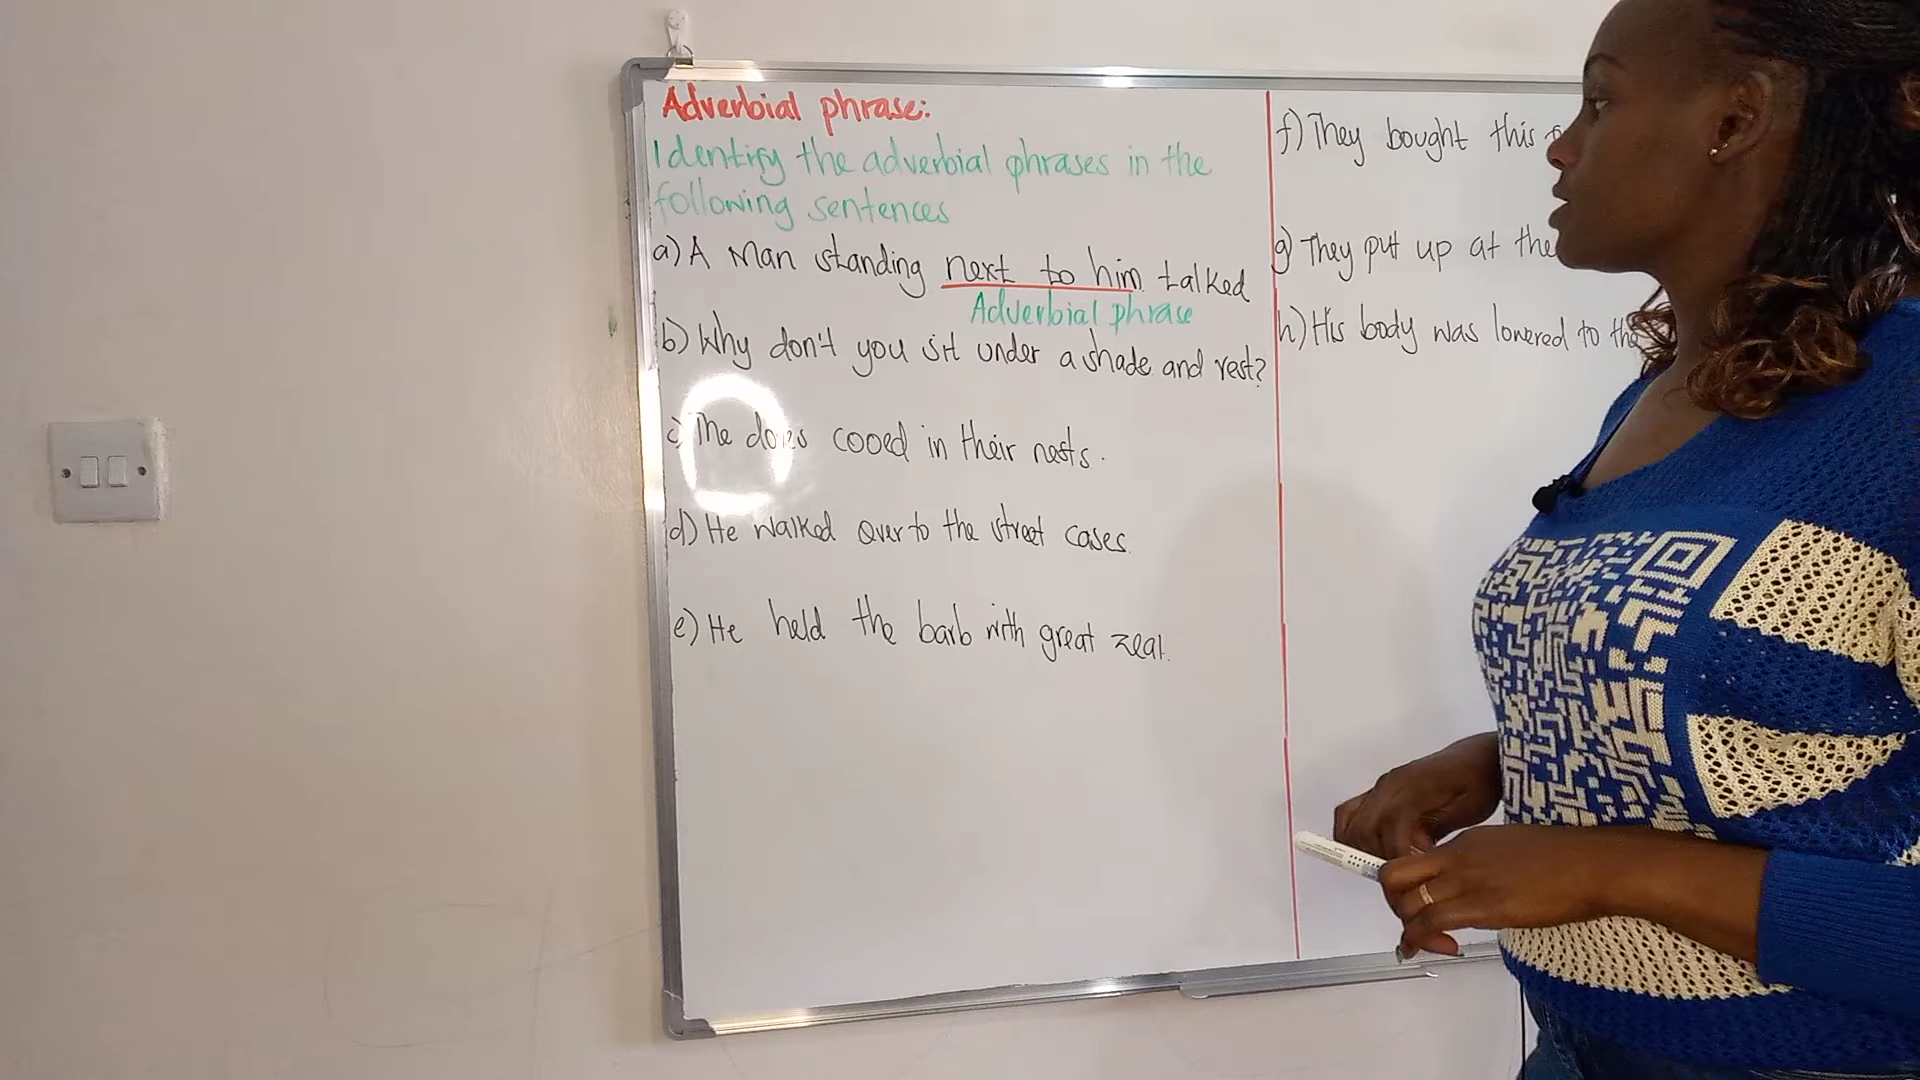 Adverbial phrase:
Identify the adverbial phrases in the
following sentences
a) A Man standing next to him talked
Adverbial phrase
b) Why don't you sit under a shade and rest?
c) The doves cooed in their nests.
d) He walked over to the street cases.
e) He held the barb with great zeal.
f) They bought this
g) They put up at the
h) His body was lowered to the